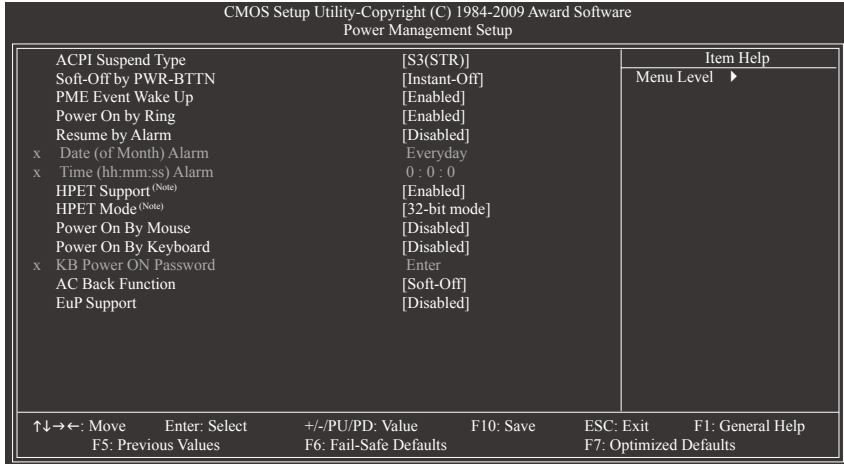 CMOS Setup Utility-Copyright (C) 1984-2009 Award Software
Power Management Setup
ACPI Suspend Type [S3(STR)]
Soft-Off by PWR-BTTN [Instant-Off]
PME Event Wake Up [Enabled]
Power On by Ring [Enabled]
Resume by Alarm [Disabled]
x Date (of Month) Alarm Everyday
x Time (hh:mm:ss) Alarm 0 : 0 : 0
HPET Support (Note) [Enabled]
HPET Mode (Note) [32-bit mode]
Power On By Mouse [Disabled]
Power On By Keyboard [Disabled]
x KB Power ON Password Enter
AC Back Function [Soft-Off]
EuP Support [Disabled]
Item Help
Menu Level ▶
↑↓→←: Move Enter: Select +/-/PU/PD: Value F10: Save ESC: Exit F1: General Help
F5: Previous Values F6: Fail-Safe Defaults F7: Optimized Defaults